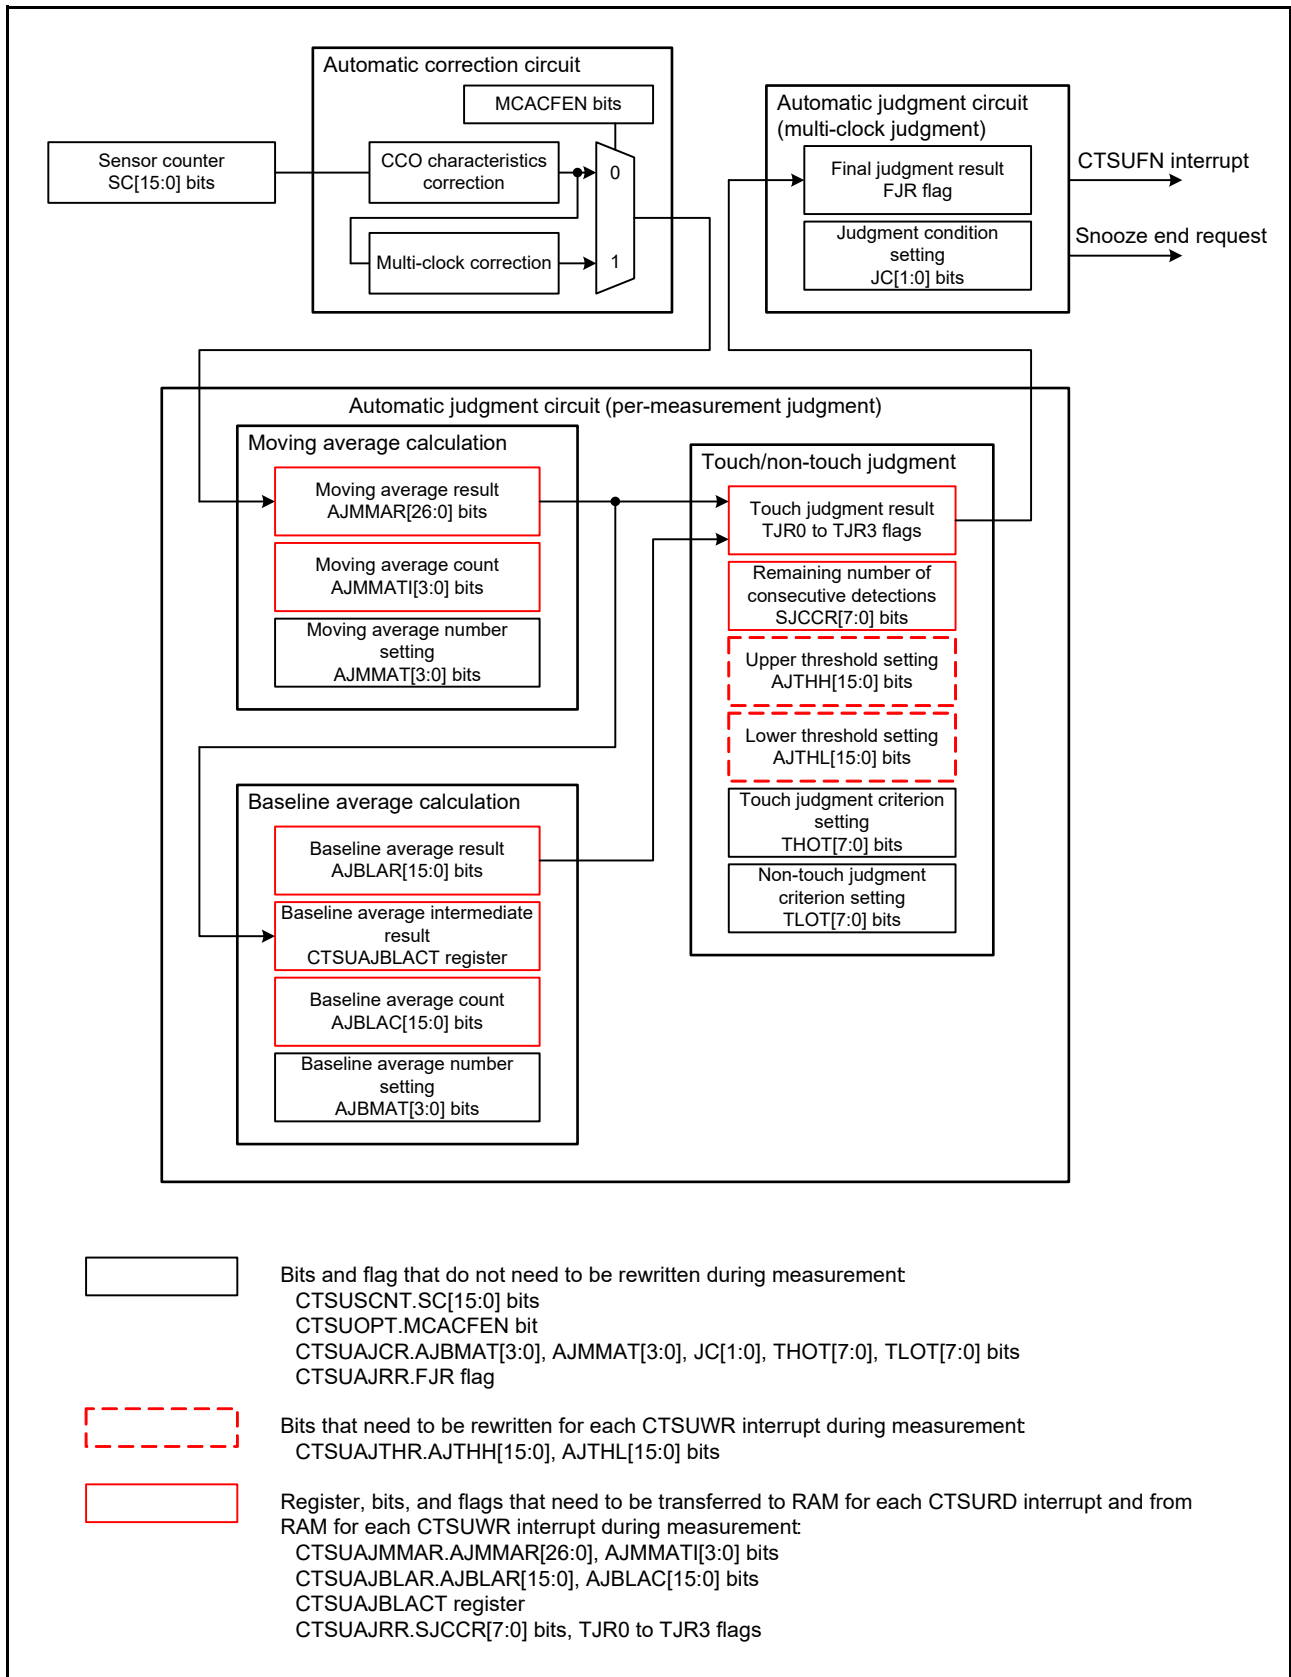 Automatic correction circuit
MCACFEN bits
Sensor counter
SC[15:0] bits
CCO characteristics
correction
0
Multi-clock correction
1
Automatic judgment circuit
(multi-clock judgment)
Final judgment result
FJR flag
Judgment condition
setting
JC[1:0] bits
CTSUFN interrupt
Snooze end request
Automatic judgment circuit (per-measurement judgment)
Moving average calculation
Moving average result
AJMMAR[26:0] bits
Moving average count
AJMMATI[3:0] bits
Moving average number
setting
AJMMAT[3:0] bits
Touch/non-touch judgment
Touch judgment result
TJR0 to TJR3 flags
Remaining number of
consecutive detections
SJCCR[7:0] bits
Upper threshold setting
AJTHH[15:0] bits
Lower threshold setting
AJTHL[15:0] bits
Touch judgment criterion
setting
THOT[7:0] bits
Non-touch judgment
criterion setting
TLOT[7:0] bits
Baseline average calculation
Baseline average result
AJBLAR[15:0] bits
Baseline average intermediate
result
CTSUAJBLACT register
Baseline average count
AJBLAC[15:0] bits
Baseline average number
setting
AJBMAT[3:0] bits
Bits and flag that do not need to be rewritten during measurement:
CTSUSCNT.SC[15:0] bits
CTSUOPT.MCACFEN bit
CTSUAJCR.AJBMAT[3:0], AJMMAT[3:0], JC[1:0], THOT[7:0], TLOT[7:0] bits
CTSUAJRR.FJR flag
Bits that need to be rewritten for each CTSUWR interrupt during measurement:
CTSUAJTHR.AJTHH[15:0], AJTHL[15:0] bits
Register, bits, and flags that need to be transferred to RAM for each CTSURD interrupt and from
RAM for each CTSUWR interrupt during measurement:
CTSUAJMMAR.AJMMAR[26:0], AJMMATI[3:0] bits
CTSUAJBLAR.AJBLAR[15:0], AJBLAC[15:0] bits
CTSUAJBLACT register
CTSUAJRR.SJCCR[7:0] bits, TJR0 to TJR3 flags